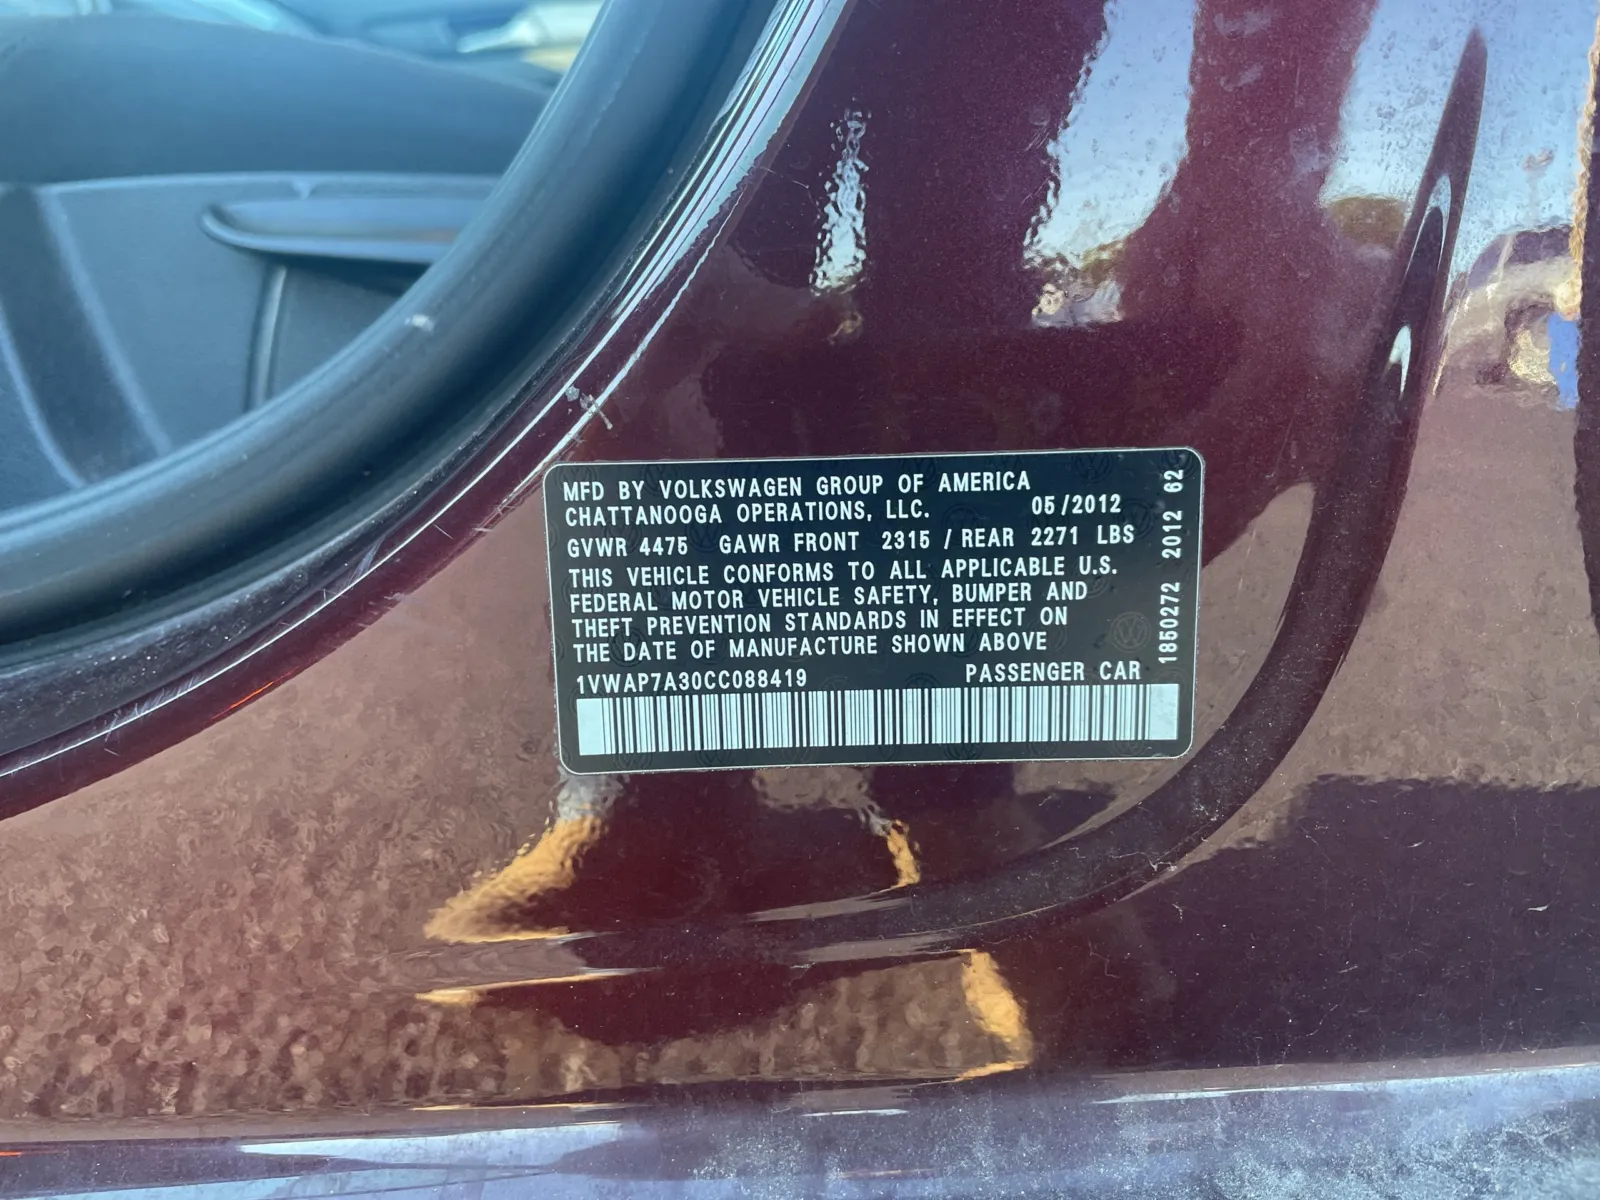 MFD BY VOLKSWAGEN GROUP OF AMERICA
CHATTANOOGA OPERATIONS, LLC. 05/2012
GVWR 4475 GAWR FRONT 2315 / REAR 2271 LBS
THIS VEHICLE CONFORMS TO ALL APPLICABLE U.S.
FEDERAL MOTOR VEHICLE SAFETY, BUMPER AND
THEFT PREVENTION STANDARDS IN EFFECT ON
THE DATE OF MANUFACTURE SHOWN ABOVE
1VWAP7A30CC088419 PASSENGER CAR
1850272 2012 62